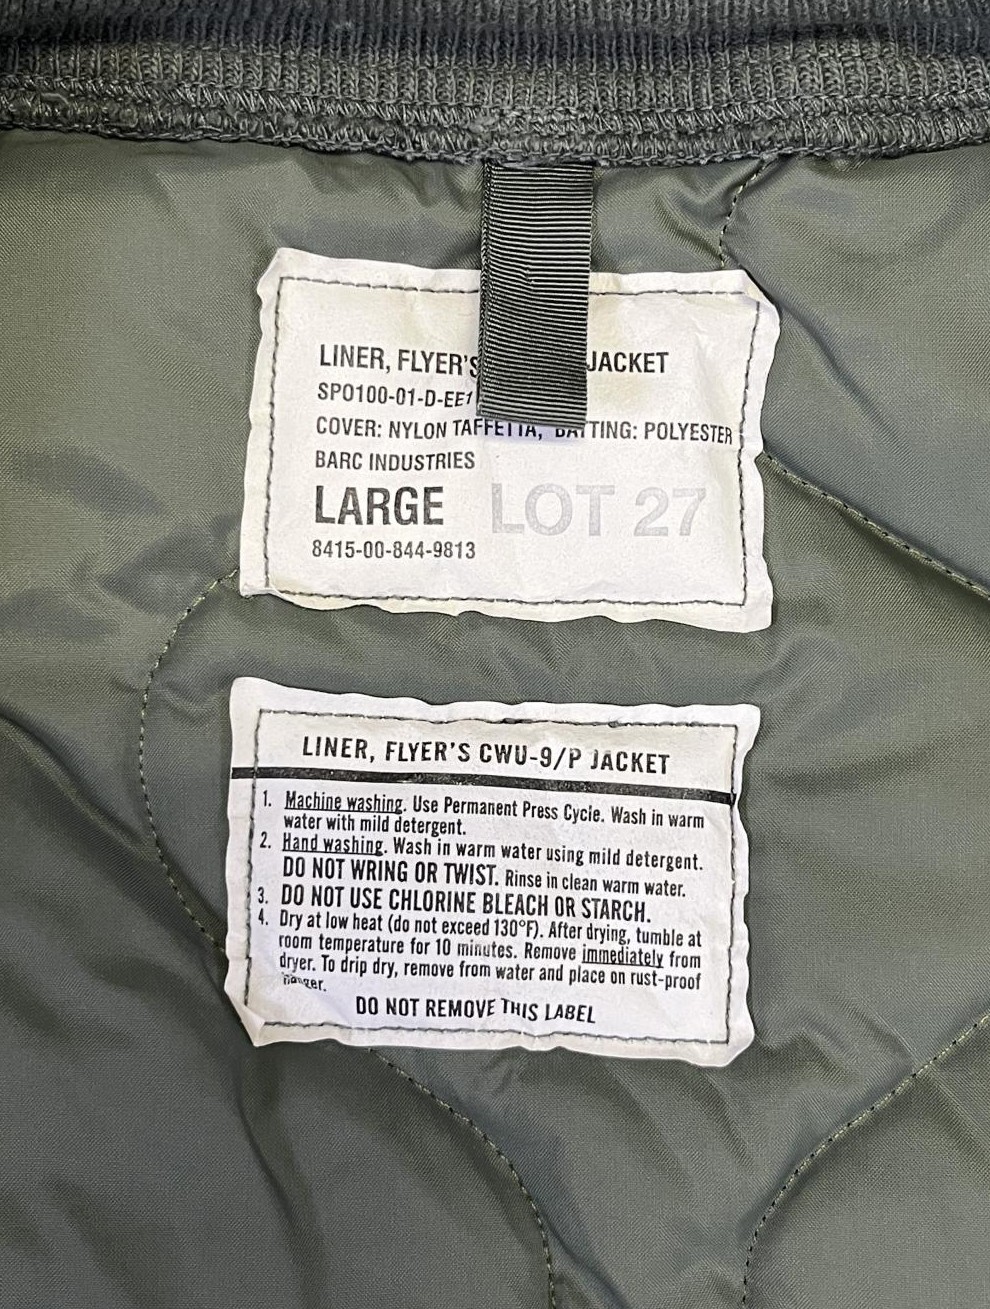 LINER, FLYER'S JACKET
SPO100-01-D-EE1
COVER: NYLON TAFFETTA, BATTING: POLYESTER
BARC INDUSTRIES
LARGE LOT 27
8415-00-844-9813
LINER, FLYER'S CWU-9/P JACKET
1. Machine washing. Use Permanent Press Cycle. Wash in warm
water with mild detergent.
2. Hand washing. Wash in warm water using mild detergent.
DO NOT WRING OR TWIST. Rinse in clean warm water.
3. DO NOT USE CHLORINE BLEACH OR STARCH.
4. Dry at low heat (do not exceed 130°F). After drying, tumble at
room temperature for 10 minutes. Remove immediately from
dryer. To drip dry, remove from water and place on rust-proof
hanger.
DO NOT REMOVE THIS LABEL